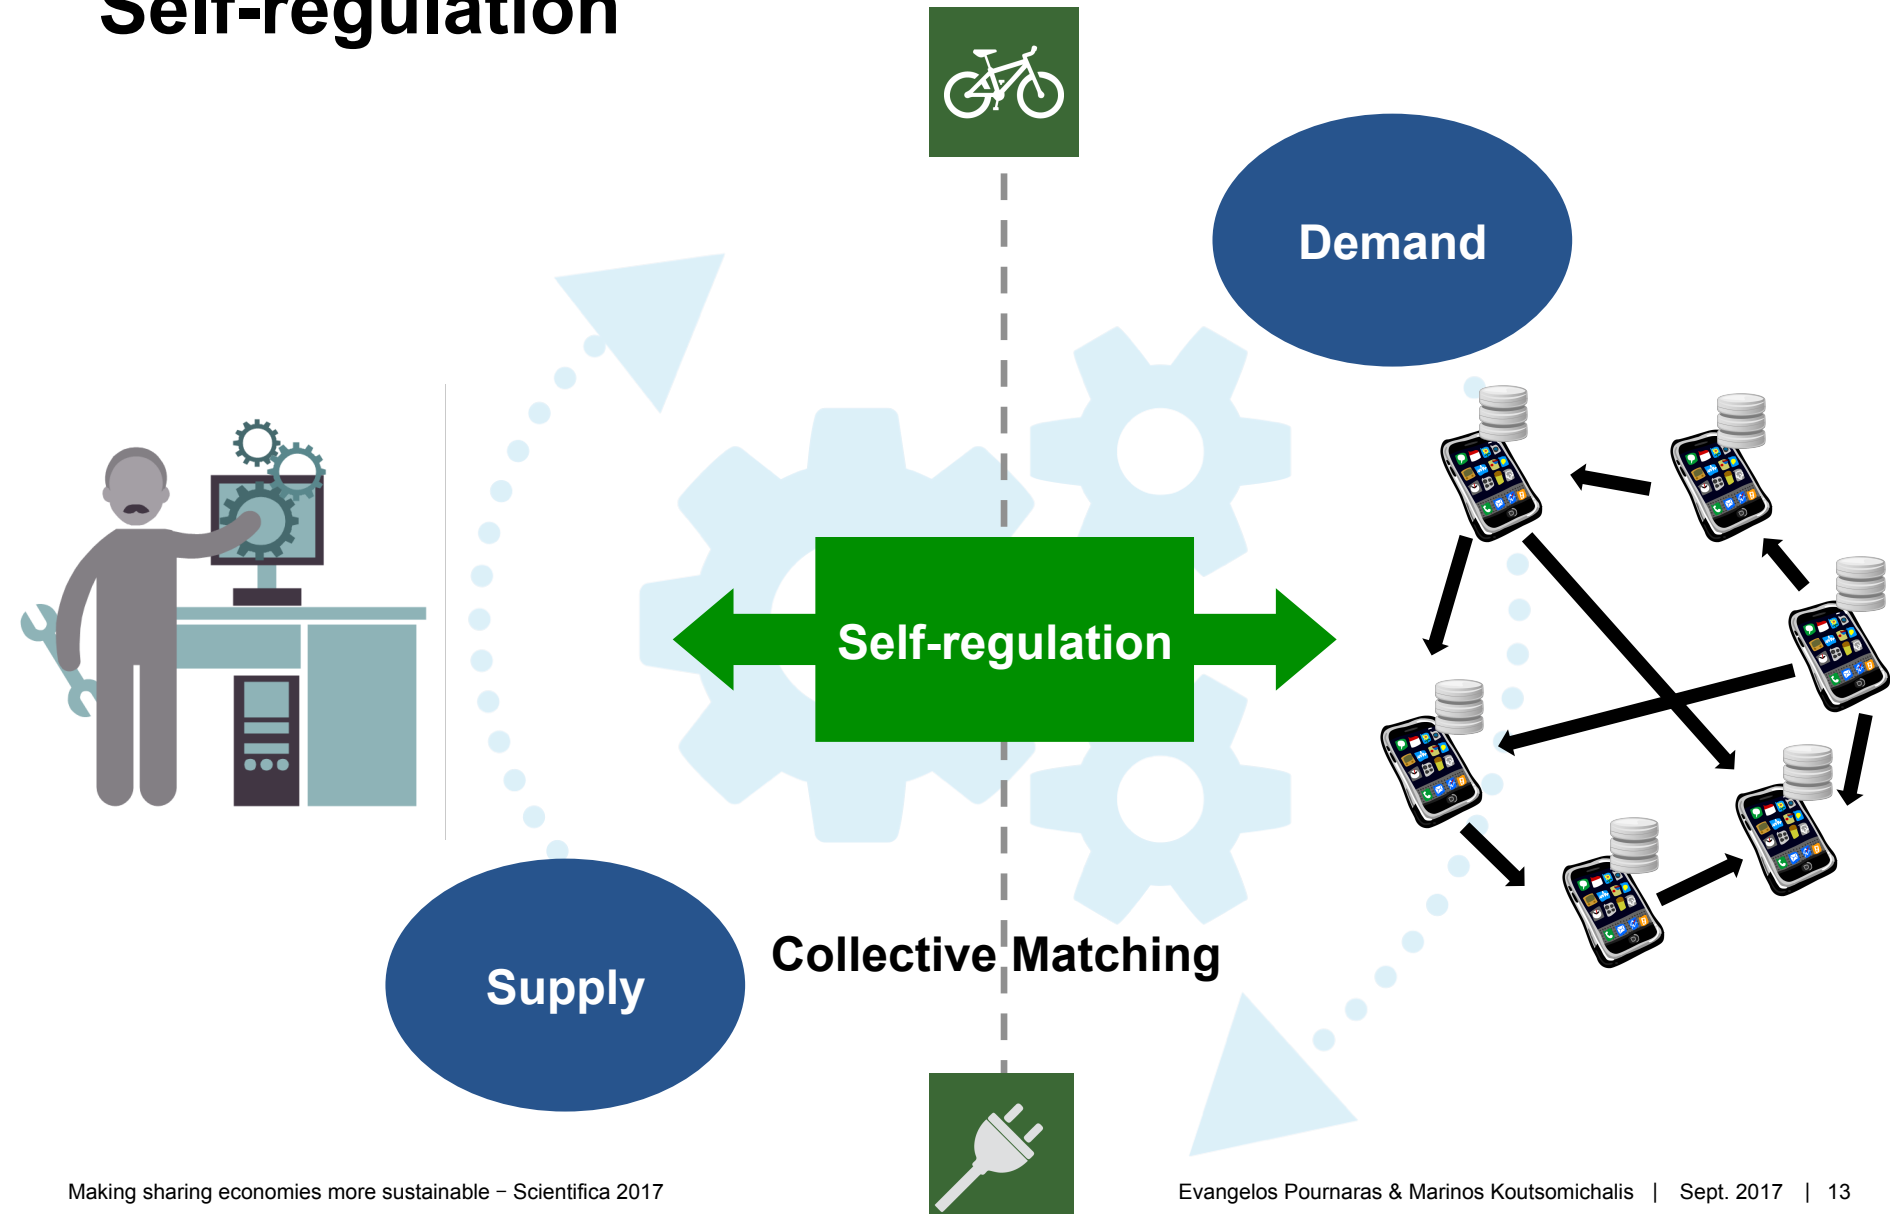 Self-regulation
Demand
Self-regulation
Collective Matching
Supply
Making sharing economies more sustainable – Scientifica 2017
Evangelos Pournaras & Marinos Koutsomichalis | Sept. 2017 | 13